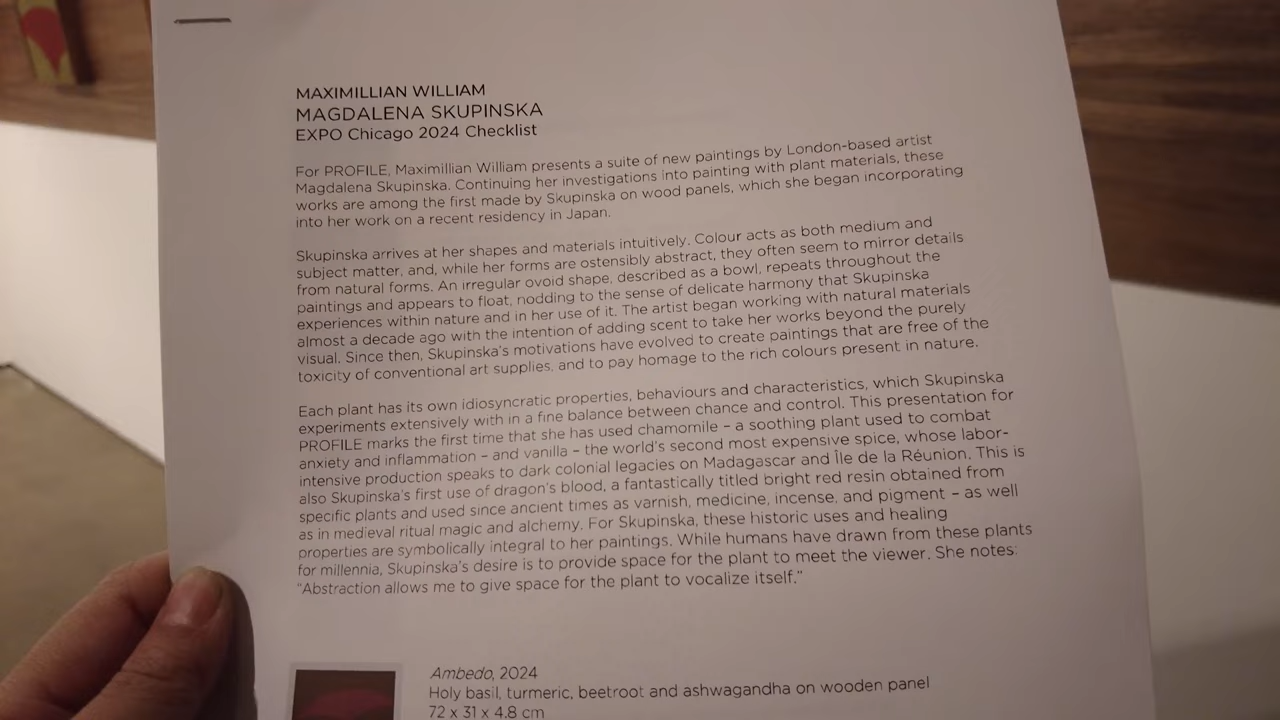 MAXIMILLIAN WILLIAM
MAGDALENA SKUPINSKA
EXPO Chicago 2024 Checklist
For PROFILE, Maximillian William presents a suite of new paintings by London-based artist
Magdalena Skupinska. Continuing her investigations into painting with plant materials, these
works are among the first made by Skupinska on wood panels, which she began incorporating
into her work on a recent residency in Japan.
Skupinska arrives at her shapes and materials intuitively. Colour acts as both medium and
subject matter, and, while her forms are ostensibly abstract, they often seem to mirror details
from natural forms. An irregular ovoid shape, described as a bowl, repeats throughout the
paintings and appears to float, nodding to the sense of delicate harmony that Skupinska
experiences within nature and in her use of it. The artist began working with natural materials
almost a decade ago with the intention of adding scent to take her works beyond the purely
visual. Since then, Skupinska's motivations have evolved to create paintings that are free of the
toxicity of conventional art supplies, and to pay homage to the rich colours present in nature.
Each plant has its own idiosyncratic properties, behaviours and characteristics, which Skupinska
experiments extensively with in a fine balance between chance and control. This presentation for
PROFILE marks the first time that she has used chamomile – a soothing plant used to combat
anxiety and inflammation – and vanilla – the world's second most expensive spice, whose labor-
intensive production speaks to dark colonial legacies on Madagascar and Île de la Réunion. This is
also Skupinska's first use of dragon's blood, a fantastically titled bright red resin obtained from
specific plants and used since ancient times as varnish, medicine, incense, and pigment – as well
as in medieval ritual magic and alchemy. For Skupinska, these historic uses and healing
properties are symbolically integral to her paintings. While humans have drawn from these plants
for millennia, Skupinska's desire is to provide space for the plant to meet the viewer. She notes:
“Abstraction allows me to give space for the plant to vocalize itself.”
Ambedo, 2024
Holy basil, turmeric, beetroot and ashwagandha on wooden panel
72 x 31 x 4.8 cm